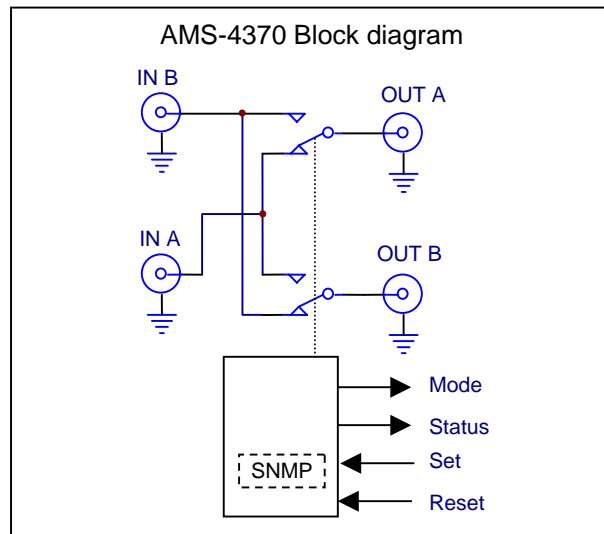 AMS-4370 Block diagram
IN B
OUT A
IN A
OUT B
Mode
Status
SNMP
Set
Reset